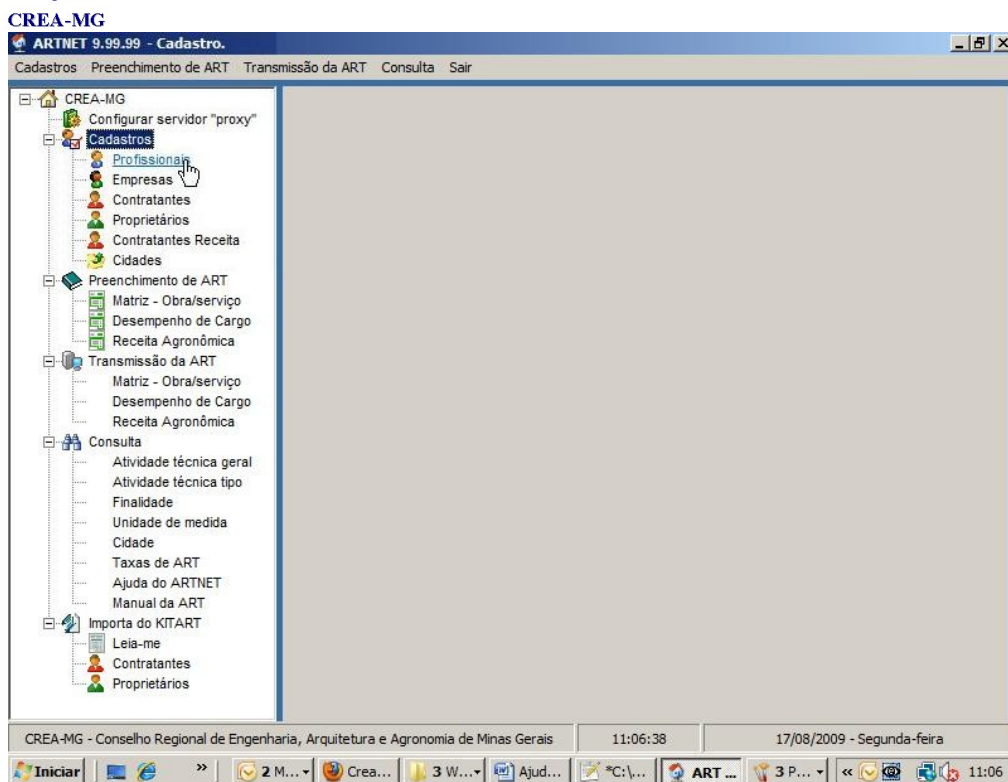 CREA-MG
ARTNET 9.99.99 - Cadastro.
Cadastros Preenchimento de ART Transmissão da ART Consulta Sair
CREA-MG
Configurar servidor "proxy"
Cadastros
Profissionais
Empresas
Contratantes
Proprietários
Contratantes Receita
Cidades
Preenchimento de ART
Matriz - Obra/serviço
Desempenho de Cargo
Receita Agronômica
Transmissão da ART
Matriz - Obra/serviço
Desempenho de Cargo
Receita Agronômica
Consulta
Atividade técnica geral
Atividade técnica tipo
Finalidade
Unidade de medida
Cidade
Taxas de ART
Ajuda do ARTNET
Manual da ART
Importa do KITART
Leia-me
Contratantes
Proprietários
CREA-MG - Conselho Regional de Engenharia, Arquitetura e Agronomia de Minas Gerais 11:06:38 17/08/2009 - Segunda-feira
Iniciar » 2 M... Crea... 3 W... Ajud... *C:\... ART ... 3 P... « 11:06